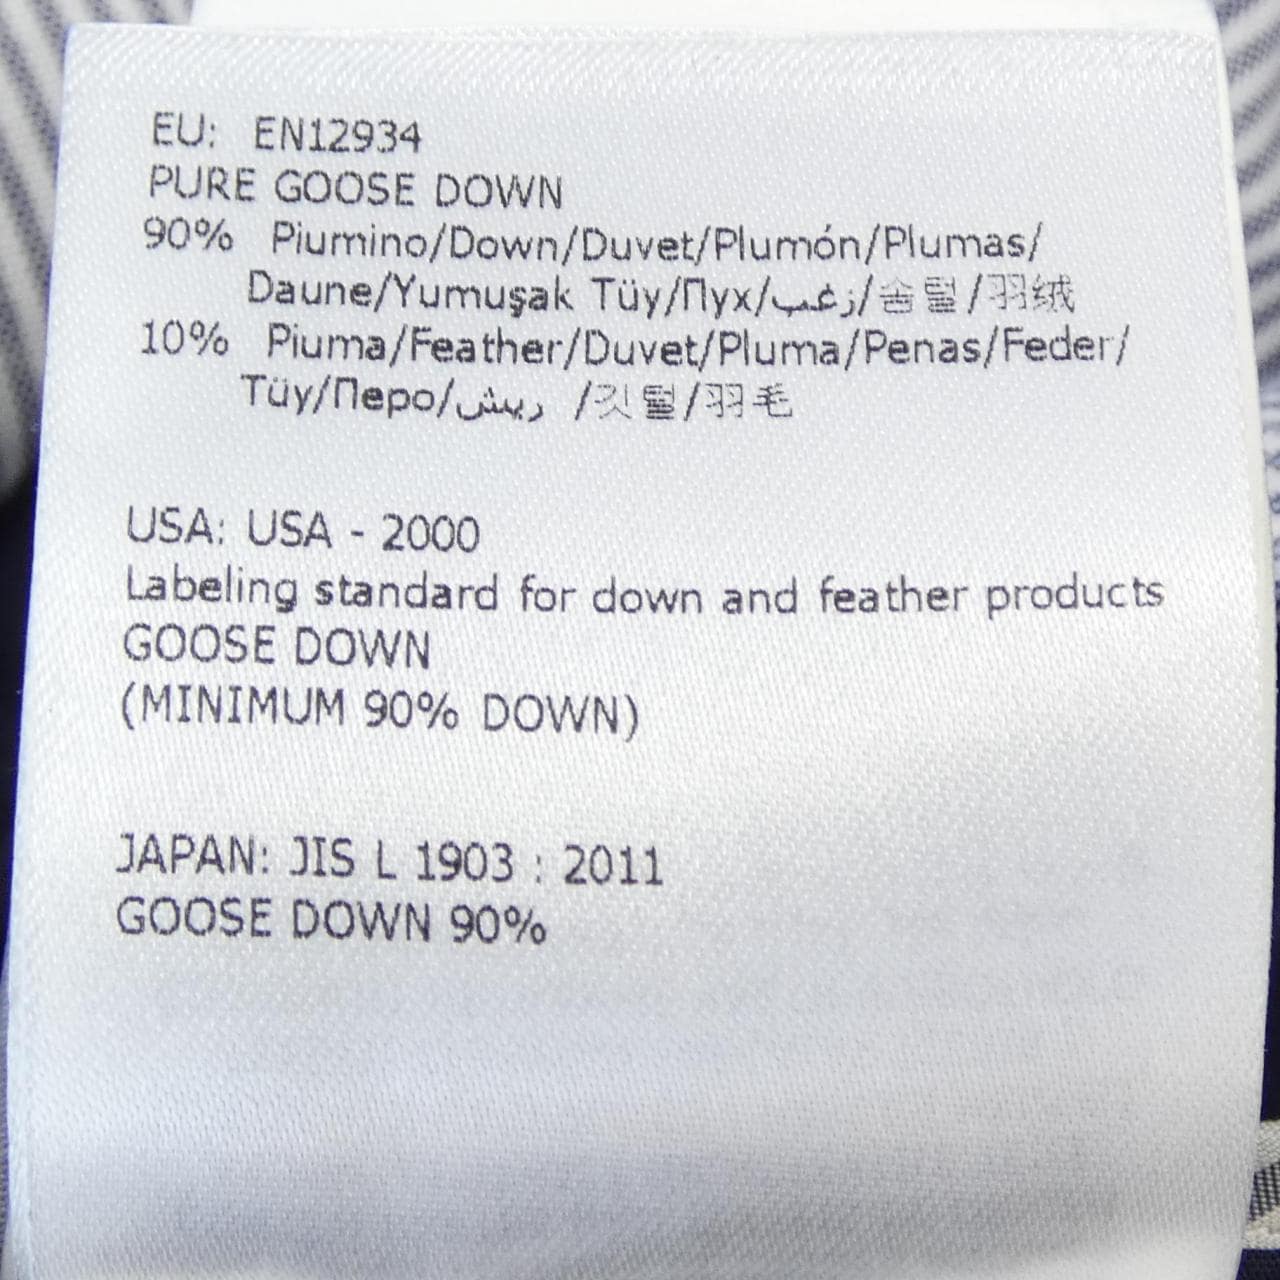 EU: EN12934
PURE GOOSE DOWN
90% Piumino/Down/Duvet/Plumón/Plumas/
Daune/Yumuşak Tüy/Пух/زغب/솜털/羽绒
10% Piuma/Feather/Duvet/Pluma/Penas/Feder/
Tüy/Перо/ريش /깃털/羽毛
USA: USA - 2000
Labeling standard for down and feather products
GOOSE DOWN
(MINIMUM 90% DOWN)
JAPAN: JIS L 1903 : 2011
GOOSE DOWN 90%